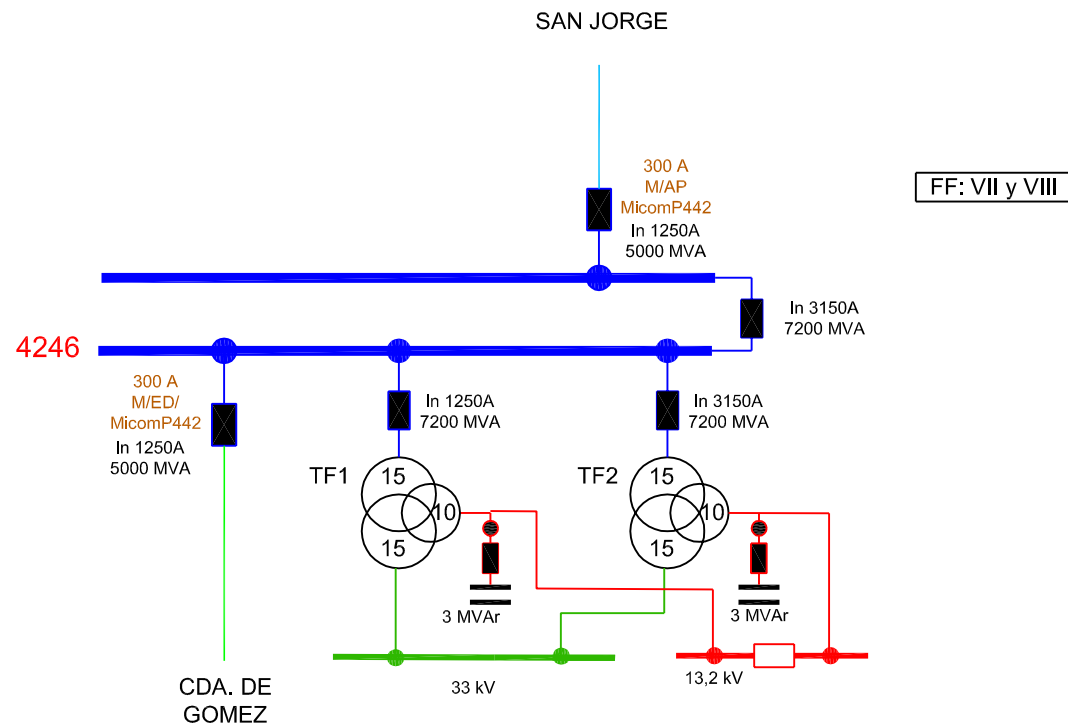 SAN JORGE
300 A
M/AP
MicomP442
In 1250A
5000 MVA
FF: VII y VIII
In 3150A
7200 MVA
4246
300 A
M/ED/
MicomP442
In 1250A
5000 MVA
In 1250A
7200 MVA
In 3150A
7200 MVA
TF1
15
10
15
TF2
15
10
15
3 MVAr
3 MVAr
33 kV
13,2 kV
CDA. DE
GOMEZ